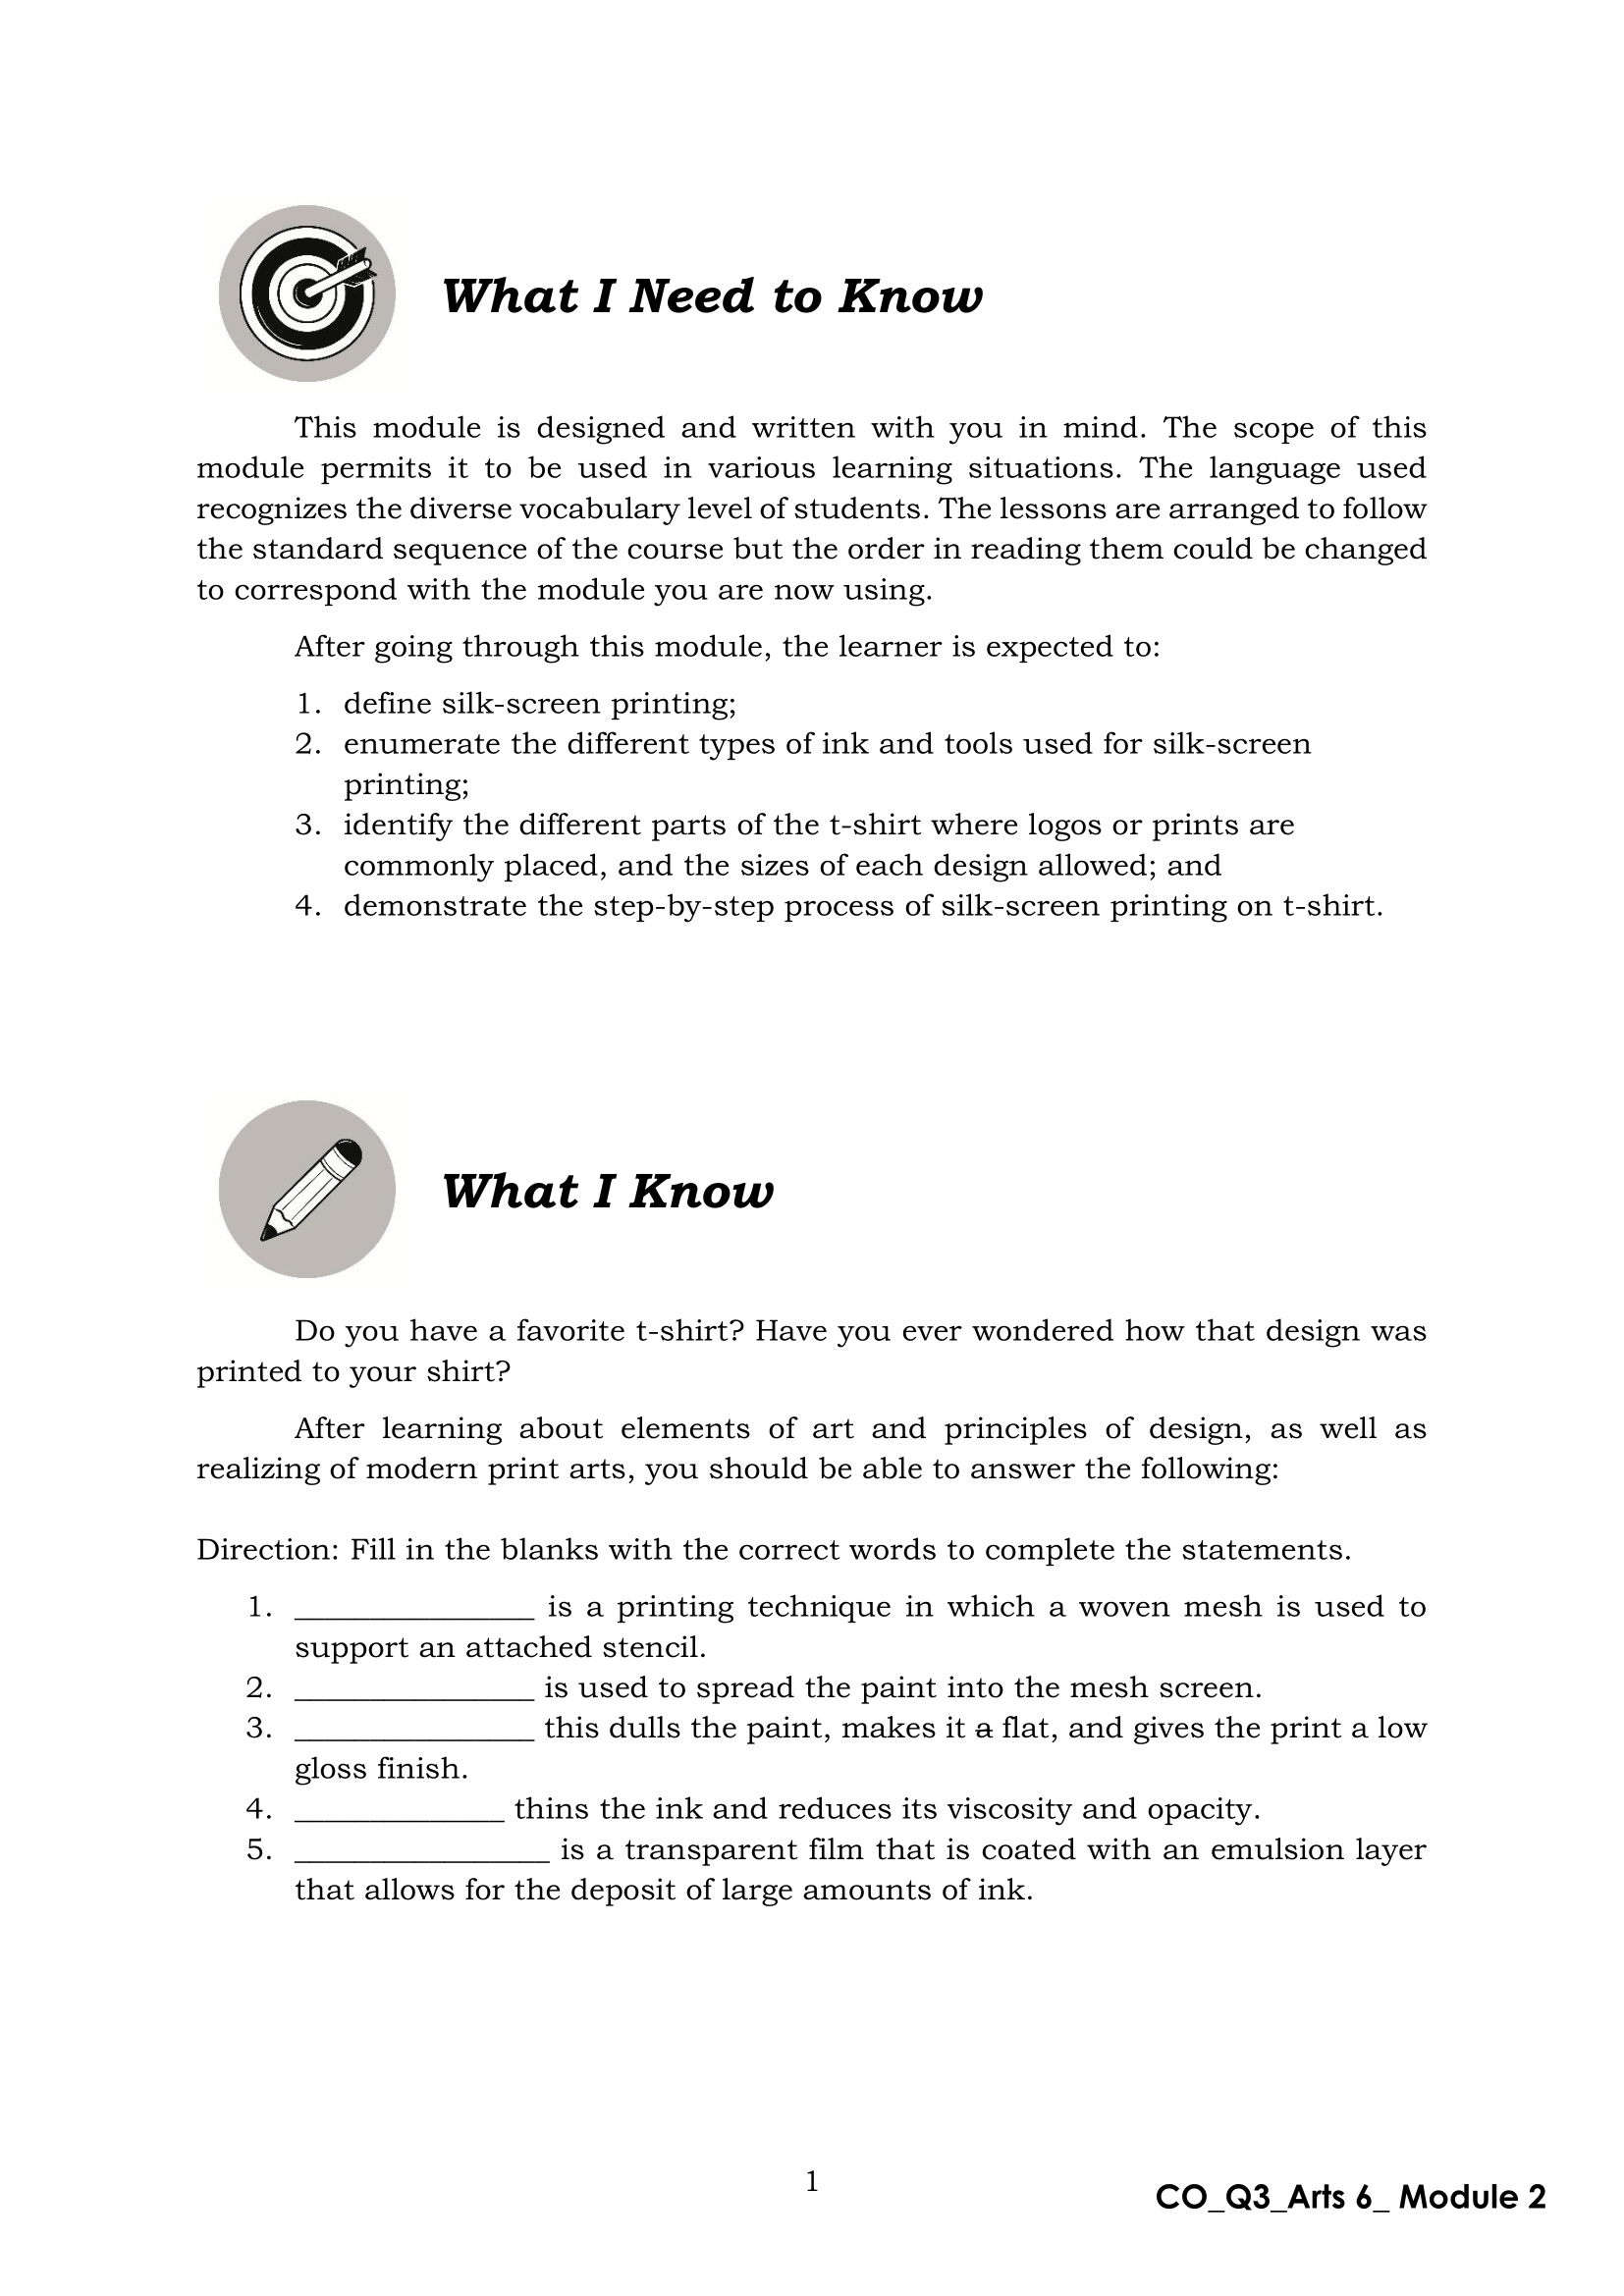 What I Need to Know
This module is designed and written with you in mind. The scope of this
module permits it to be used in various learning situations. The language used
recognizes the diverse vocabulary level of students. The lessons are arranged to follow
the standard sequence of the course but the order in reading them could be changed
to correspond with the module you are now using.
After going through this module, the learner is expected to:
1. define silk-screen printing;
2. enumerate the different types of ink and tools used for silk-screen
printing;
3. identify the different parts of the t-shirt where logos or prints are
commonly placed, and the sizes of each design allowed; and
4. demonstrate the step-by-step process of silk-screen printing on t-shirt.
What I Know
Do you have a favorite t-shirt? Have you ever wondered how that design was
printed to your shirt?
After learning about elements of art and principles of design, as well as
realizing of modern print arts, you should be able to answer the following:
Direction: Fill in the blanks with the correct words to complete the statements.
1. ________________ is a printing technique in which a woven mesh is used to
support an attached stencil.
2. ________________ is used to spread the paint into the mesh screen.
3. ________________ this dulls the paint, makes it a flat, and gives the print a low
gloss finish.
4. ______________ thins the ink and reduces its viscosity and opacity.
5. _________________ is a transparent film that is coated with an emulsion layer
that allows for the deposit of large amounts of ink.
1
CO_Q3_Arts 6_ Module 2